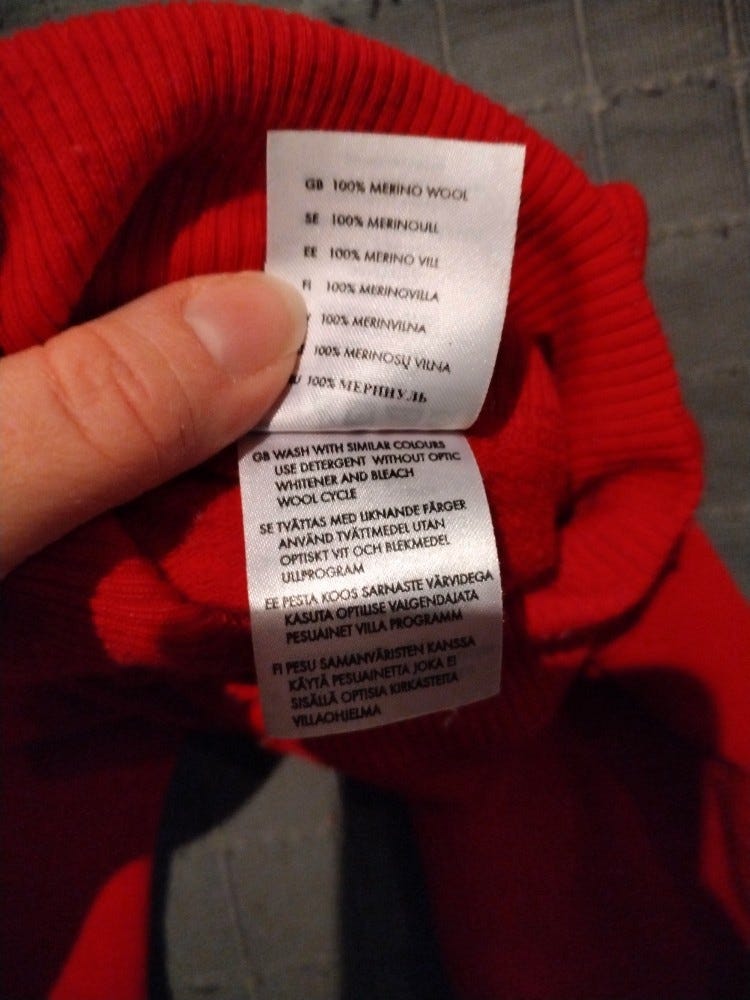 GB 100% MERINO WOOL
SE 100% MERINOULL
EE 100% MERINO VILL
FI 100% MERINOVILLA
100% MERINVILNA
100% MERINOSŲ VILNA
100% МЕРИНУЛЬ
GB WASH WITH SIMILAR COLOURS
USE DETERGENT WITHOUT OPTIC
WHITENER AND BLEACH
WOOL CYCLE
SE TVÄTTAS MED LIKNANDE FÄRGER
ANVÄND TVÄTTMEDEL UTAN
OPTISKT VIT OCH BLEKMEDEL
ULLPROGRAM
EE PESTA KOOS SARNASTE VÄRVIDEGA
KASUTA OPTILISE VALGENDAJATA
PESUAINET VILLA PROGRAMM
FI PESU SAMANVÄRISTEN KANSSA
KÄYTÄ PESUAINETTA JOKA EI
SISÄLLÄ OPTISIA KIRKASTEITA
VILLAOHJELMA